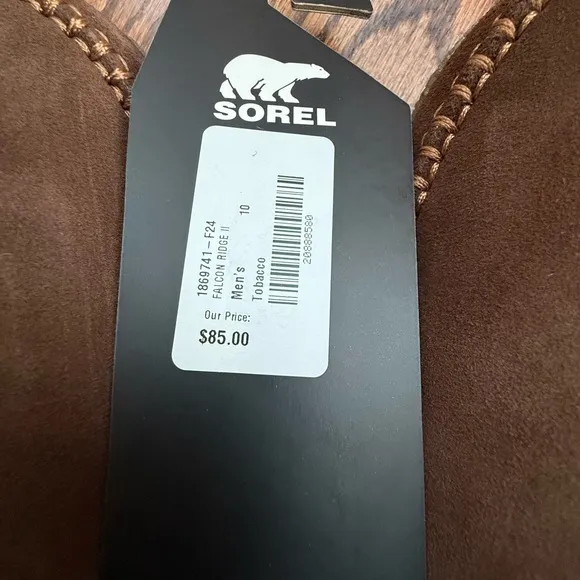 SOREL
1869741-F24
FALCON RIDGE II
Men's 10
Tobacco
20888580
Our Price:
$85.00